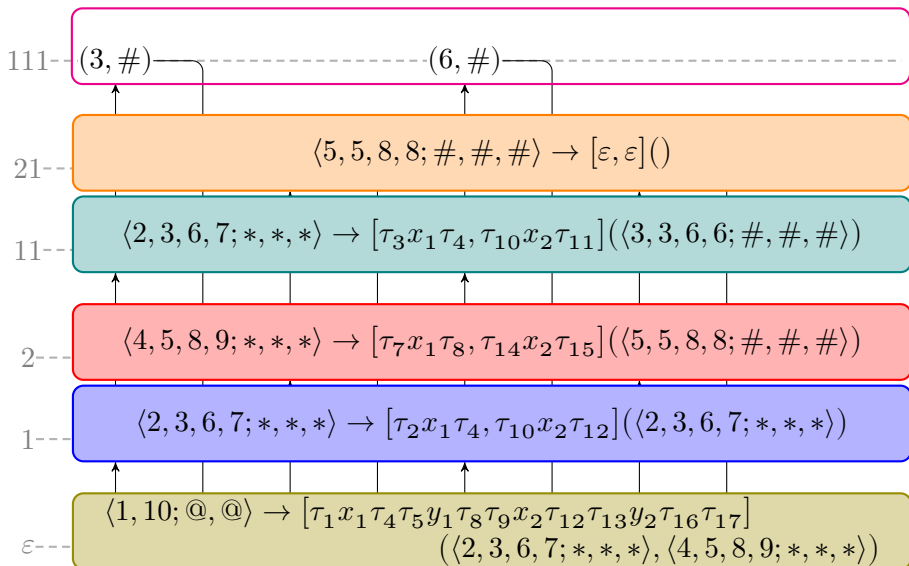 111 (3, #) (6, #)
21 ⟨5, 5, 8, 8; #, #, #⟩ → [ε, ε]()
11 ⟨2, 3, 6, 7; ∗, ∗, ∗⟩ → [τ₃x₁τ₄, τ₁₀x₂τ₁₁](⟨3, 3, 6, 6; #, #, #⟩)
2 ⟨4, 5, 8, 9; ∗, ∗, ∗⟩ → [τ₇x₁τ₈, τ₁₄x₂τ₁₅](⟨5, 5, 8, 8; #, #, #⟩)
1 ⟨2, 3, 6, 7; ∗, ∗, ∗⟩ → [τ₂x₁τ₄, τ₁₀x₂τ₁₂](⟨2, 3, 6, 7; ∗, ∗, ∗⟩)
⟨1, 10; @, @⟩ → [τ₁x₁τ₄τ₅y₁τ₈τ₉x₂τ₁₂τ₁₃y₂τ₁₆τ₁₇]
ε (⟨2, 3, 6, 7; ∗, ∗, ∗⟩, ⟨4, 5, 8, 9; ∗, ∗, ∗⟩)